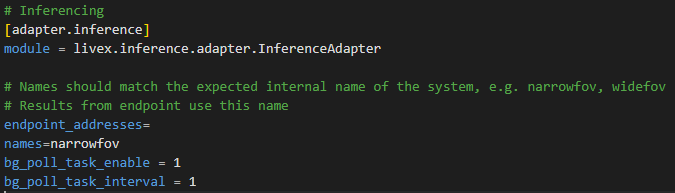 # Inferencing
[adapter.inference]
module = livex.inference.adapter.InferenceAdapter
# Names should match the expected internal name of the system, e.g. narrowfov, widefov
# Results from endpoint use this name
endpoint_addresses=
names=narrowfov
bg_poll_task_enable = 1
bg_poll_task_interval = 1